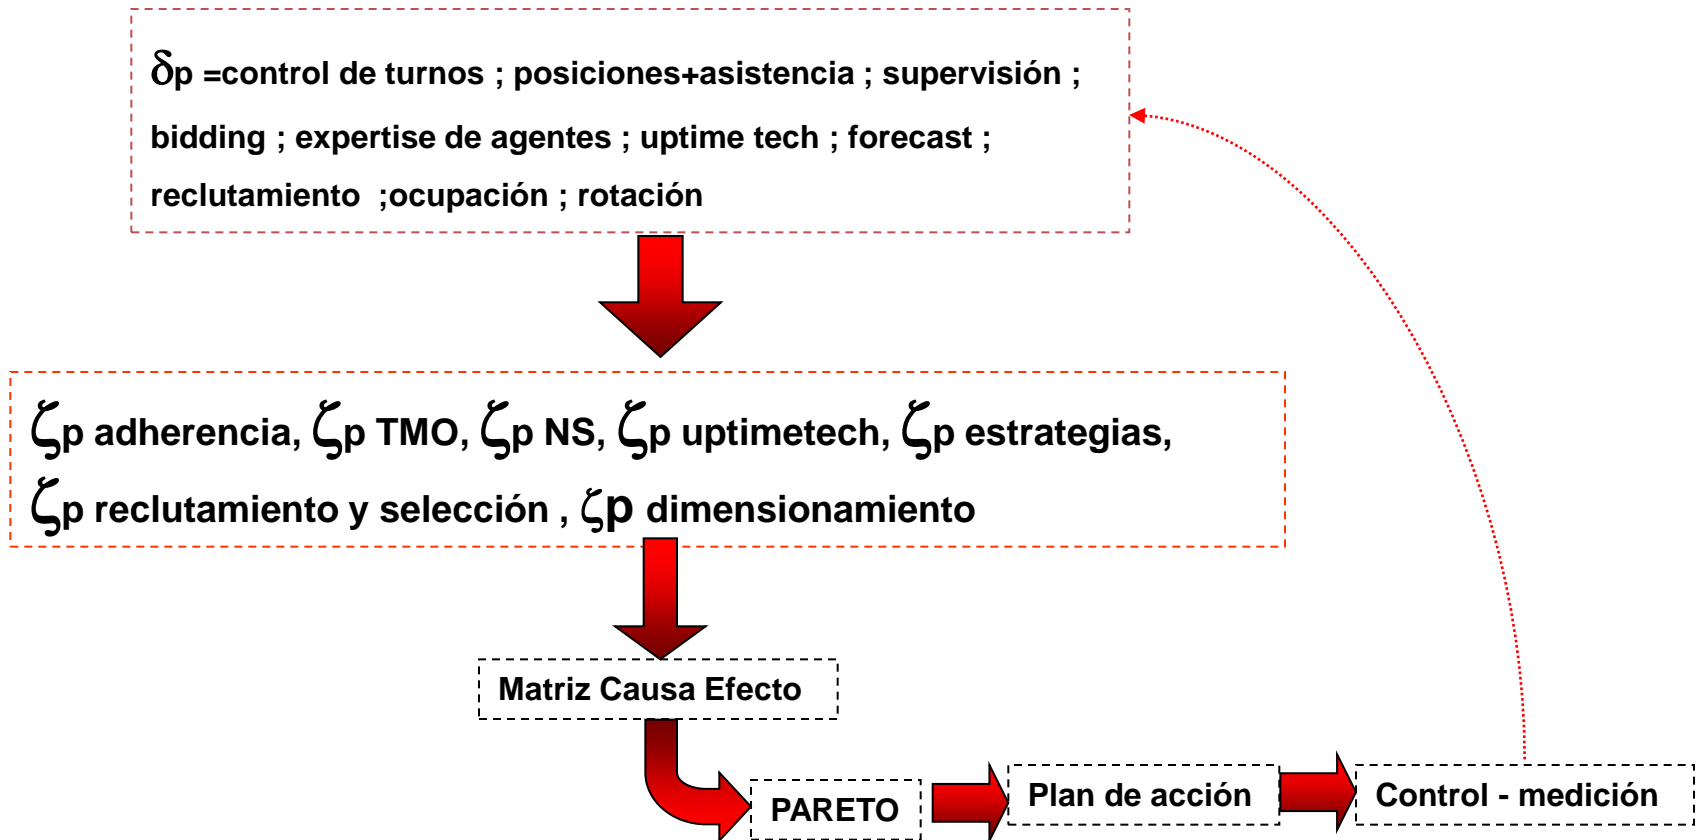 δp =control de turnos ; posiciones+asistencia ; supervisión ;
bidding ; expertise de agentes ; uptime tech ; forecast ;
reclutamiento ;ocupación ; rotación
ζp adherencia, ζp TMO, ζp NS, ζp uptimetech, ζp estrategias,
ζp reclutamiento y selección , ζp dimensionamiento
Matriz Causa Efecto
PARETO
Plan de acción
Control - medición